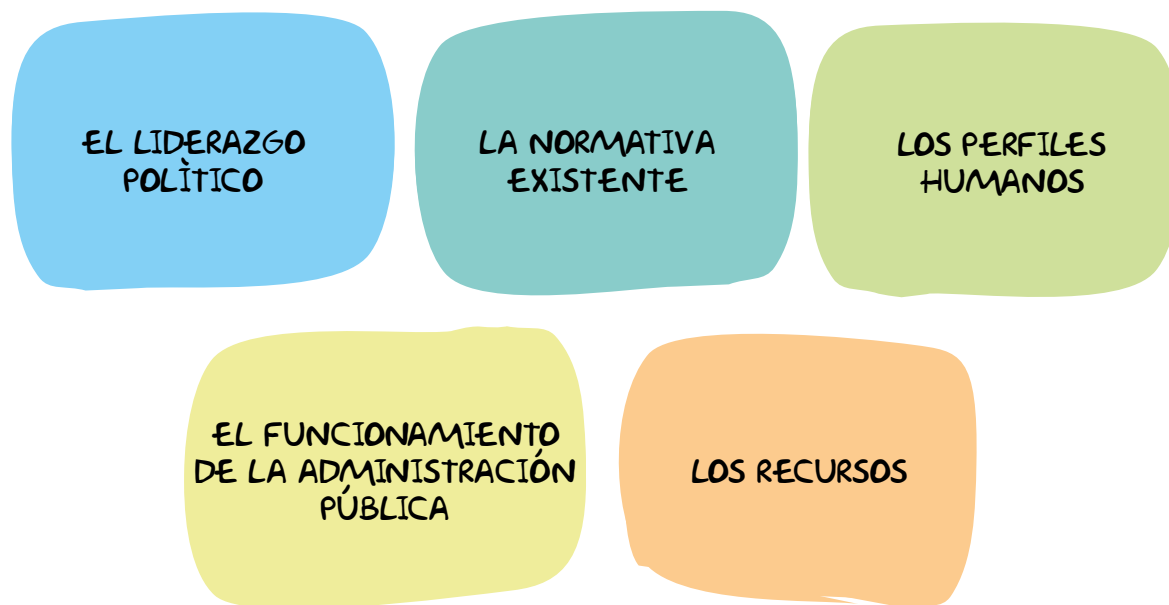 EL LIDERAZGO
POLÌTICO
LA NORMATIVA
EXISTENTE
LOS PERFILES
HUMANOS
EL FUNCIONAMIENTO
DE LA ADMINISTRACIÓN
PÚBLICA
LOS RECURSOS